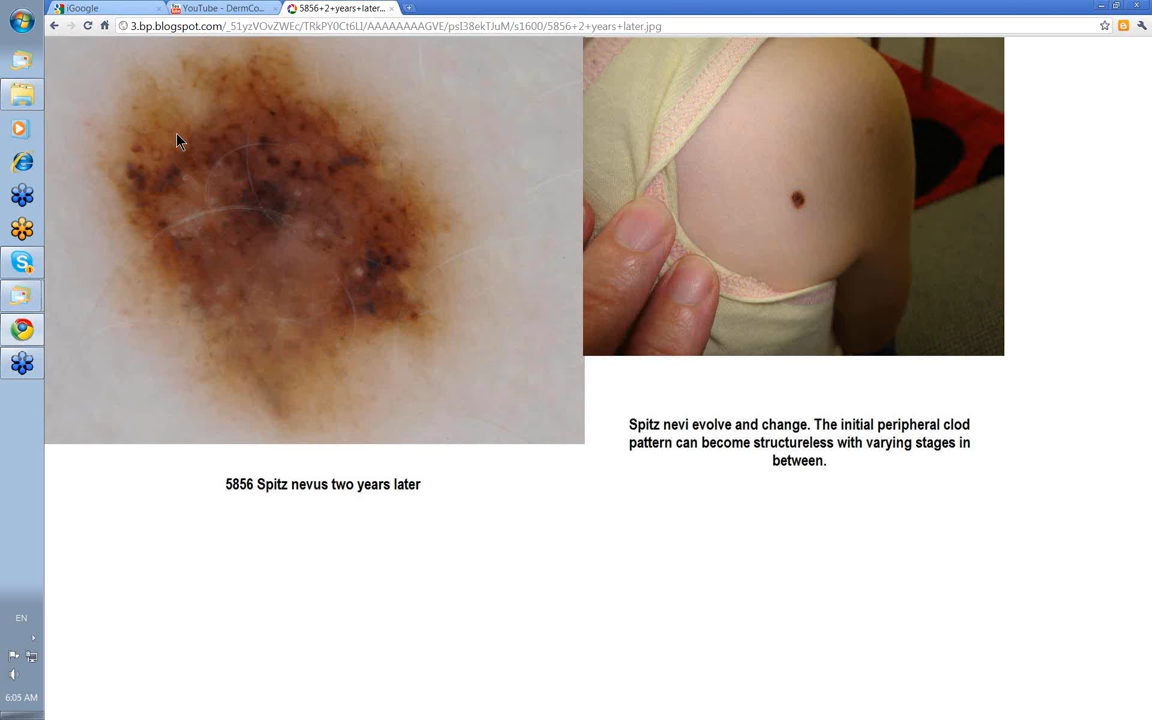 iGoogle
YouTube - DermCo...
5856+2+years+later...
3.bp.blogspot.com/_51yzVOvZWEc/TRkPY0Ct6LI/AAAAAAAAGVE/psI38ekTJuM/s1600/5856+2+years+later.jpg
Spitz nevi evolve and change. The initial peripheral clod
pattern can become structureless with varying stages in
between.
5856 Spitz nevus two years later
EN
6:05 AM